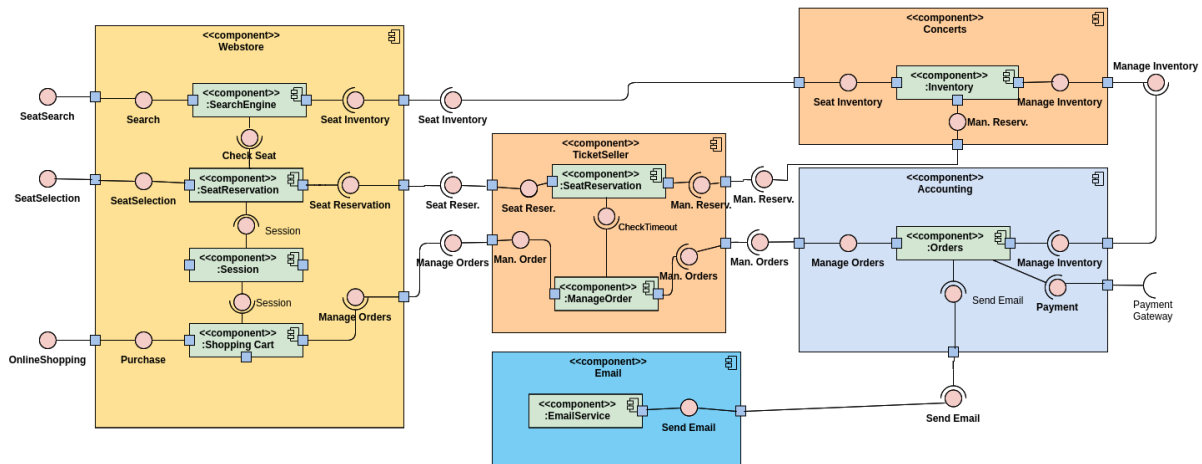 <<component>>
Webstore
SeatSearch
Search
<<component>>
:SearchEngine
Seat Inventory
Check Seat
SeatSelection
SeatSelection
<<component>>
:SeatReservation
Seat Reservation
Session
<<component>>
:Session
Session
OnlineShopping
Purchase
<<component>>
:Shopping Cart
Manage Orders
Seat Inventory
Seat Reser.
Manage Orders
<<component>>
TicketSeller
<<component>>
:SeatReservation
Seat Reser.
Man. Reserv.
CheckTimeout
Man. Order
<<component>>
:ManageOrder
Man. Orders
Man. Reserv.
Man. Orders
<<component>>
Concerts
Seat Inventory
<<component>>
:Inventory
Manage Inventory
Man. Reserv.
Manage Inventory
<<component>>
Accounting
Manage Orders
<<component>>
:Orders
Manage Inventory
Send Email
Payment
Payment
Gateway
<<component>>
Email
<<component>>
:EmailService
Send Email
Send Email